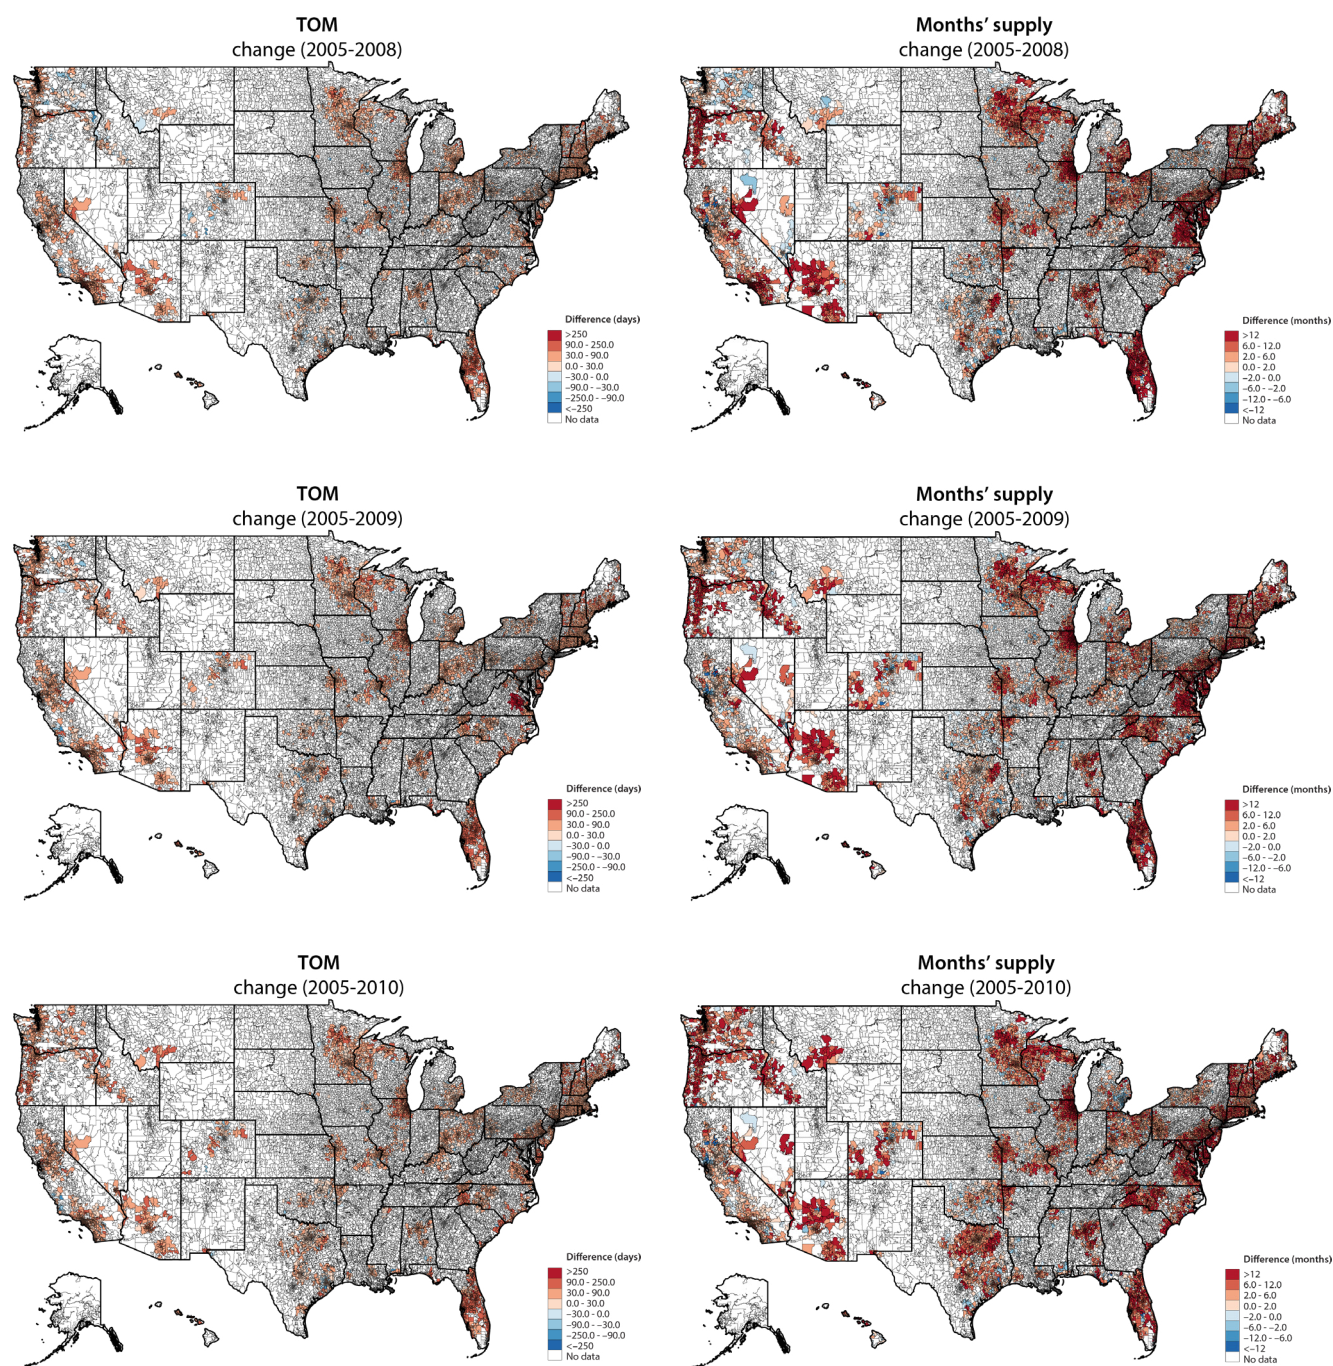 TOM
change (2005-2008)
Difference (days)
>250
90.0 - 250.0
30.0 - 90.0
0.0 - 30.0
−30.0 - 0.0
−90.0 - −30.0
−250.0 - −90.0
<−250
No data
Months’ supply
change (2005-2008)
Difference (months)
>12
6.0 - 12.0
2.0 - 6.0
0.0 - 2.0
−2.0 - 0.0
−6.0 - −2.0
−12.0 - −6.0
<−12
No data
TOM
change (2005-2009)
Difference (days)
>250
90.0 - 250.0
30.0 - 90.0
0.0 - 30.0
−30.0 - 0.0
−90.0 - −30.0
−250.0 - −90.0
<−250
No data
Months’ supply
change (2005-2009)
Difference (months)
>12
6.0 - 12.0
2.0 - 6.0
0.0 - 2.0
−2.0 - 0.0
−6.0 - −2.0
−12.0 - −6.0
<−12
No data
TOM
change (2005-2010)
Difference (days)
>250
90.0 - 250.0
30.0 - 90.0
0.0 - 30.0
−30.0 - 0.0
−90.0 - −30.0
−250.0 - −90.0
<−250
No data
Months’ supply
change (2005-2010)
Difference (months)
>12
6.0 - 12.0
2.0 - 6.0
0.0 - 2.0
−2.0 - 0.0
−6.0 - −2.0
−12.0 - −6.0
<−12
No data